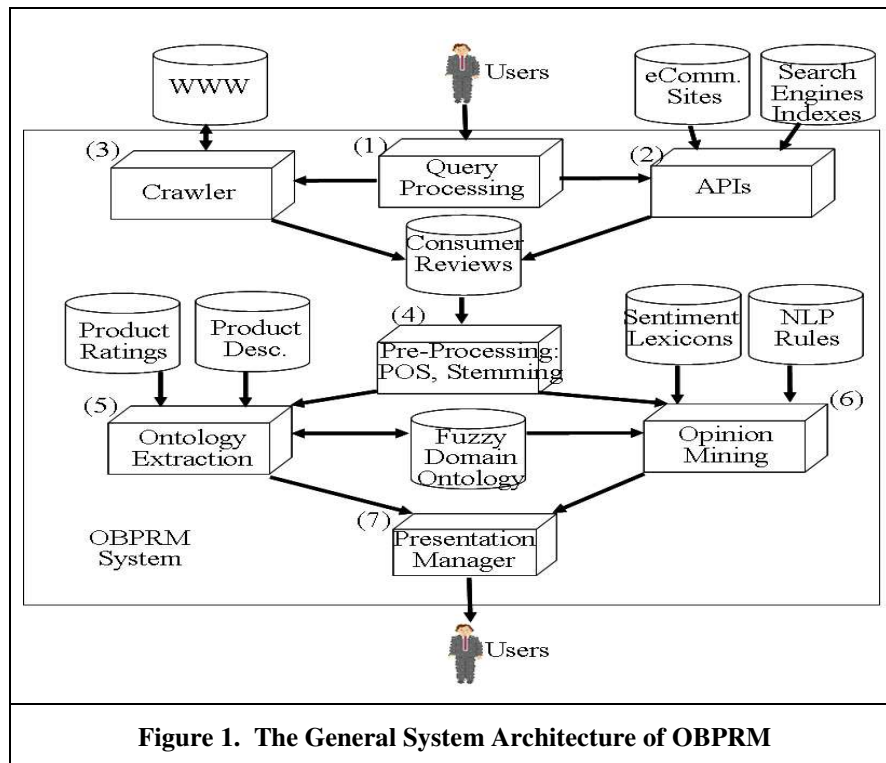 WWW
Users
eComm.
Sites
Search
Engines
Indexes
(3)
Crawler
(1)
Query
Processing
(2)
APIs
Consumer
Reviews
Product
Ratings
Product
Desc.
(4)
Pre-Processing:
POS, Stemming
Sentiment
Lexicons
NLP
Rules
(5)
Ontology
Extraction
Fuzzy
Domain
Ontology
(6)
Opinion
Mining
OBPRM
System
(7)
Presentation
Manager
Users
Figure 1. The General System Architecture of OBPRM